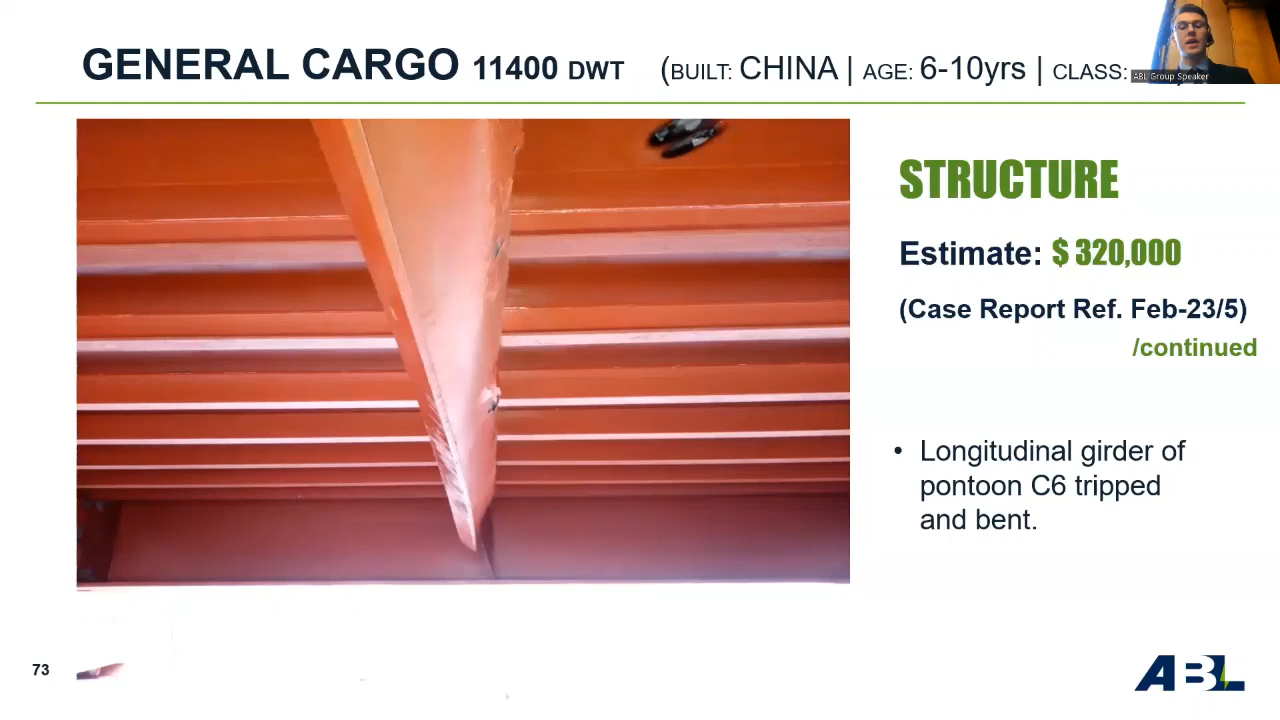 GENERAL CARGO 11400 DWT (BUILT: CHINA | AGE: 6-10yrs | CLASS:
ABL Group Speaker
STRUCTURE
Estimate: $ 320,000
(Case Report Ref. Feb-23/5)
/continued
• Longitudinal girder of
pontoon C6 tripped
and bent.
73
ABL